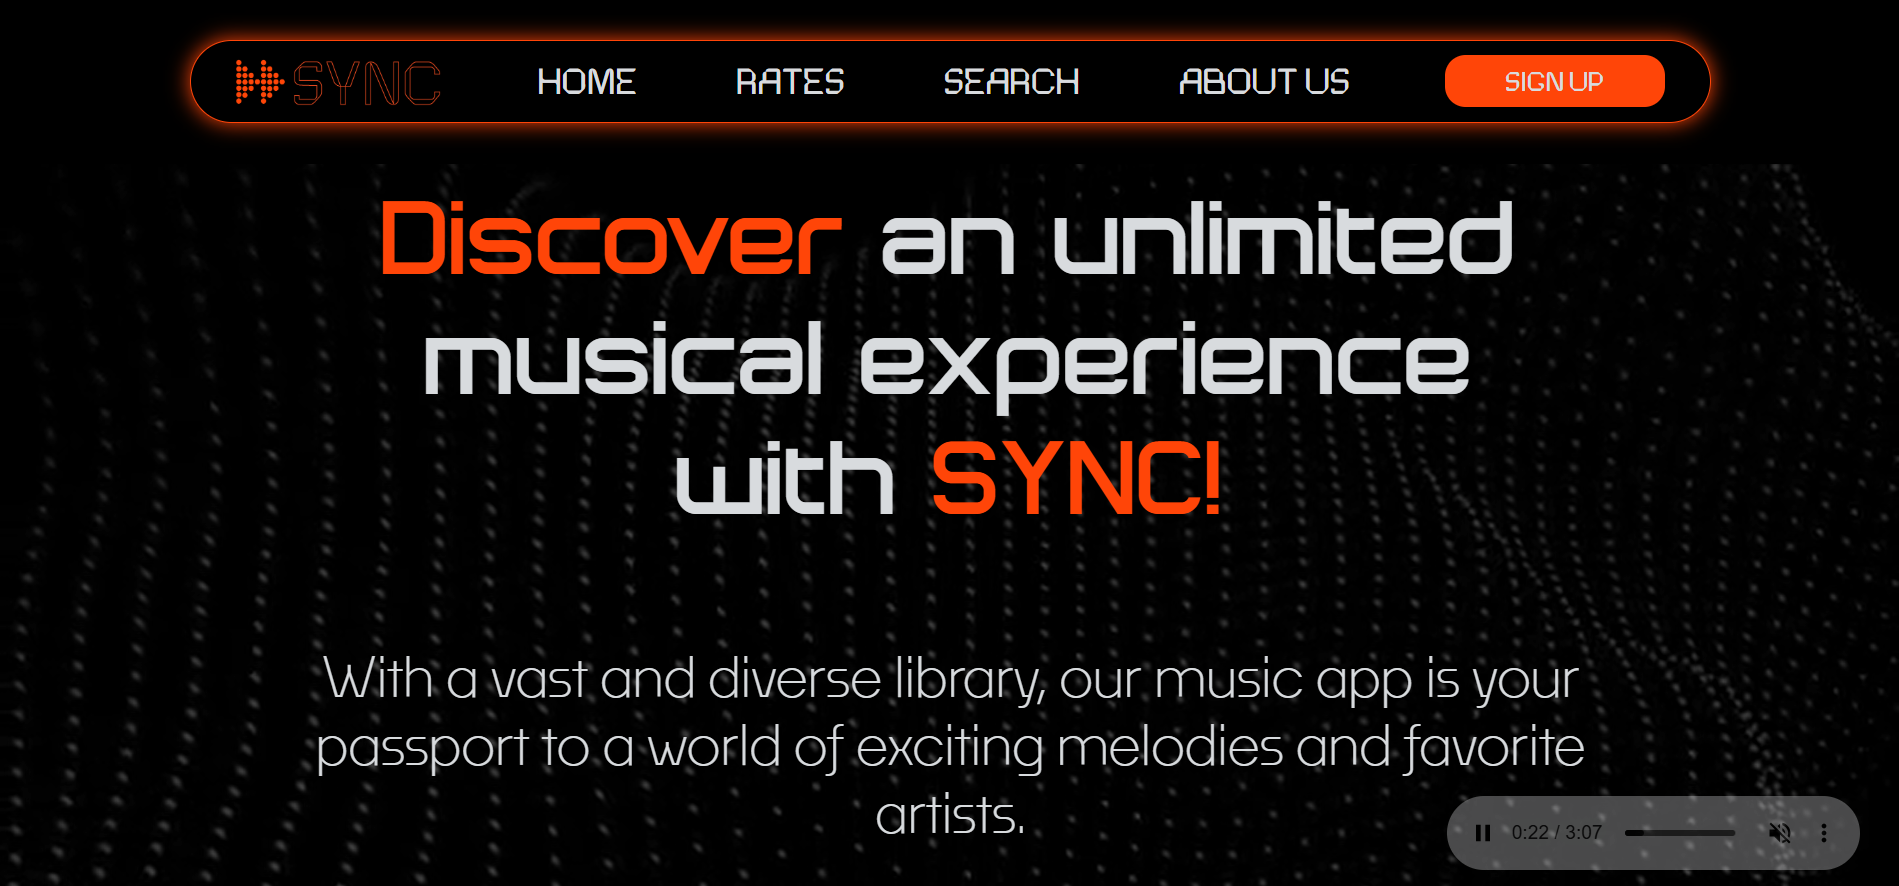 SYNC HOME RATES SEARCH ABOUT US SIGN UP
Discover an unlimited
musical experience
with SYNC!
With a vast and diverse library, our music app is your
passport to a world of exciting melodies and favorite
artists.
0:22 / 3:07